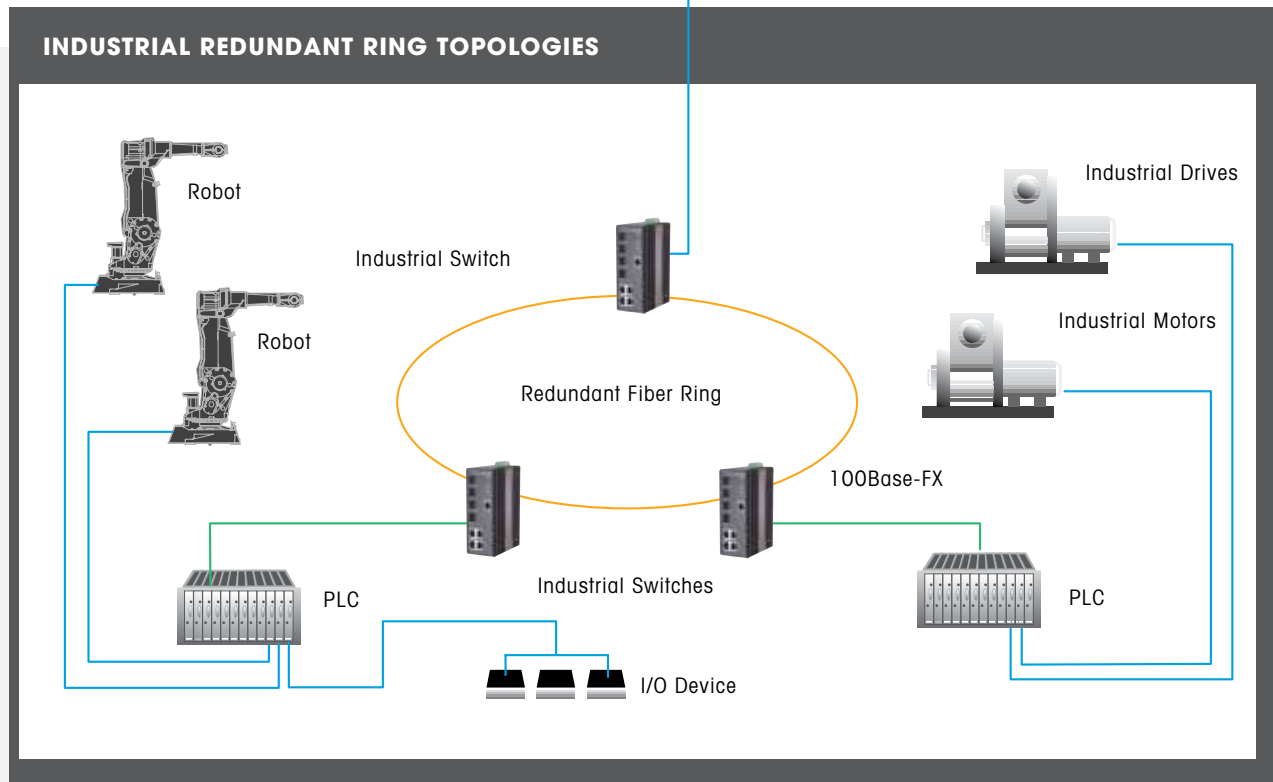 INDUSTRIAL REDUNDANT RING TOPOLOGIES
Robot
Industrial Drives
Industrial Switch
Robot
Industrial Motors
Redundant Fiber Ring
100Base-FX
Industrial Switches
PLC
PLC
I/O Device